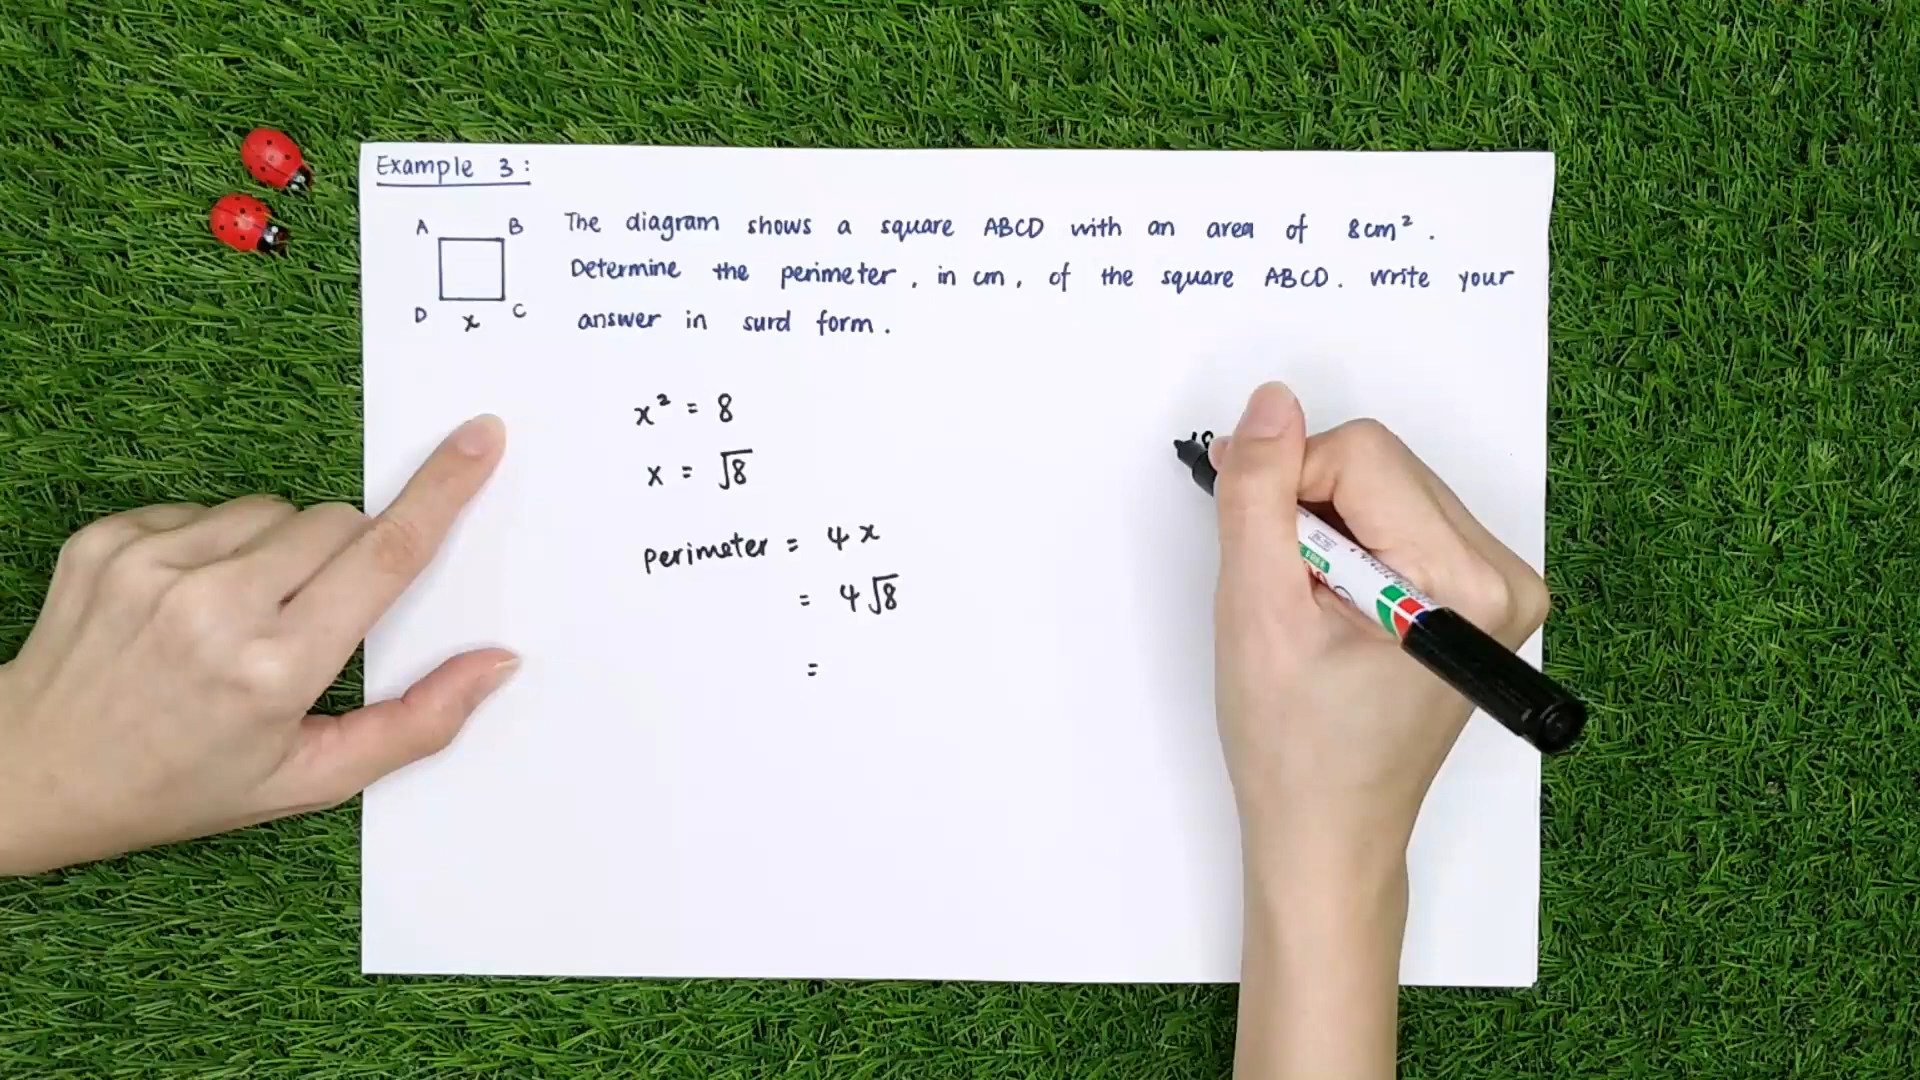 Example 3 :
A B
D x C
The diagram shows a square ABCD with an area of 8cm².
Determine the perimeter, in cm, of the square ABCD. Write your
answer in surd form.
x² = 8
x = √8
perimeter = 4x
= 4√8
=